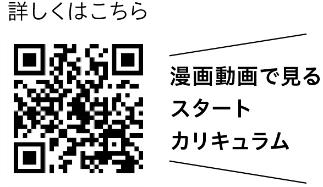 詳しくはこちら
漫画動画で見る
スタート
カリキュラム